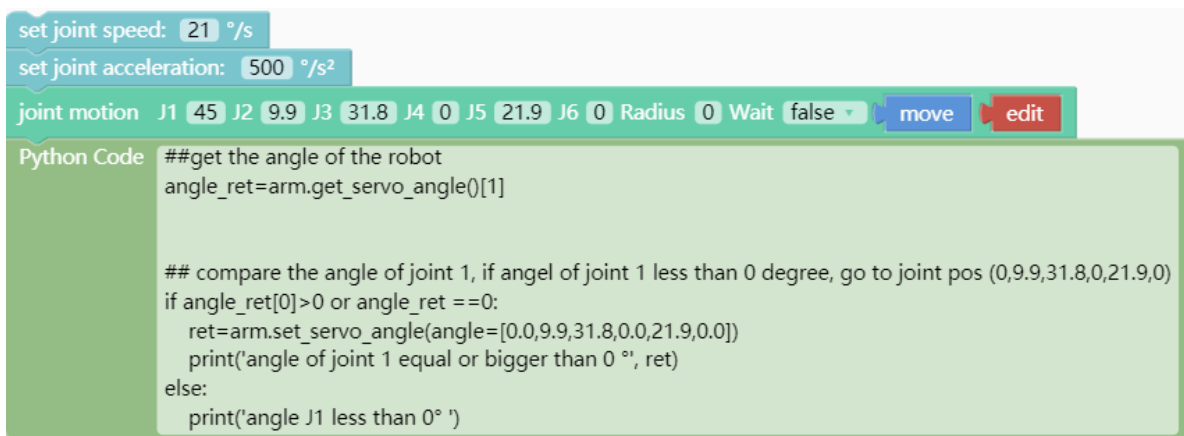 set joint speed: 21 °/s
set joint acceleration: 500 °/s²
joint motion J1 45 J2 9.9 J3 31.8 J4 0 J5 21.9 J6 0 Radius 0 Wait false move edit
Python Code ##get the angle of the robot
angle_ret=arm.get_servo_angle()[1]
## compare the angle of joint 1, if angel of joint 1 less than 0 degree, go to joint pos (0,9.9,31.8,0,21.9,0)
if angle_ret[0]>0 or angle_ret ==0:
ret=arm.set_servo_angle(angle=[0.0,9.9,31.8,0.0,21.9,0.0])
print('angle of joint 1 equal or bigger than 0 °', ret)
else:
print('angle J1 less than 0° ')